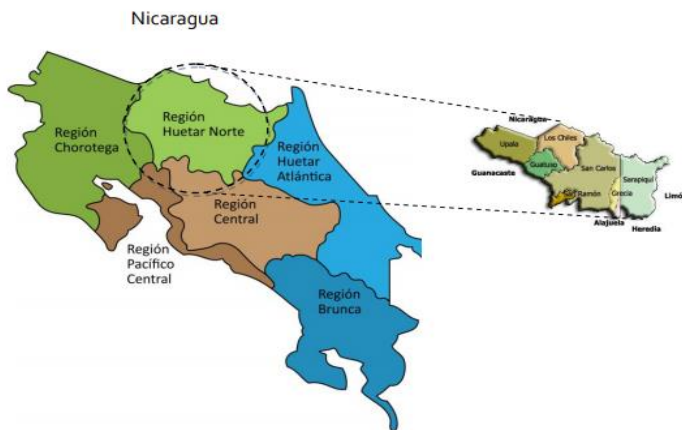 Nicaragua
Región
Chorotega
Región
Huetar Norte
Región
Huetar
Atlántica
Región
Central
Región
Pacífico
Central
Región
Brunca
Nicaragua
Upala
Los Chiles
Guatuso
San Carlos
Guanacaste
Sarapiquí
Ramón
Grecia
Limó
Alajuela
Heredia